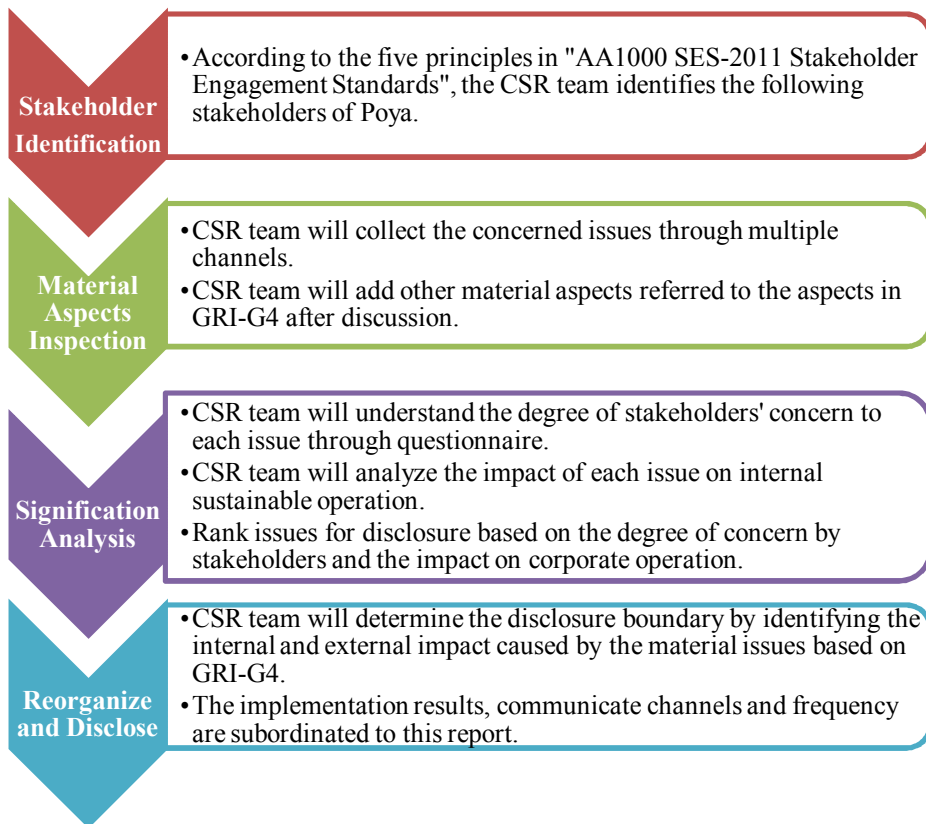 Stakeholder
Identification
•According to the five principles in "AA1000 SES-2011 Stakeholder
Engagement Standards", the CSR team identifies the following
stakeholders of Poya.
Material
Aspects
Inspection
•CSR team will collect the concerned issues through multiple
channels.
•CSR team will add other material aspects referred to the aspects in
GRI-G4 after discussion.
Signification
Analysis
•CSR team will understand the degree of stakeholders' concern to
each issue through questionnaire.
•CSR team will analyze the impact of each issue on internal
sustainable operation.
•Rank issues for disclosure based on the degree of concern by
stakeholders and the impact on corporate operation.
Reorganize
and Disclose
•CSR team will determine the disclosure boundary by identifying the
internal and external impact caused by the material issues based on
GRI-G4.
•The implementation results, communicate channels and frequency
are subordinated to this report.